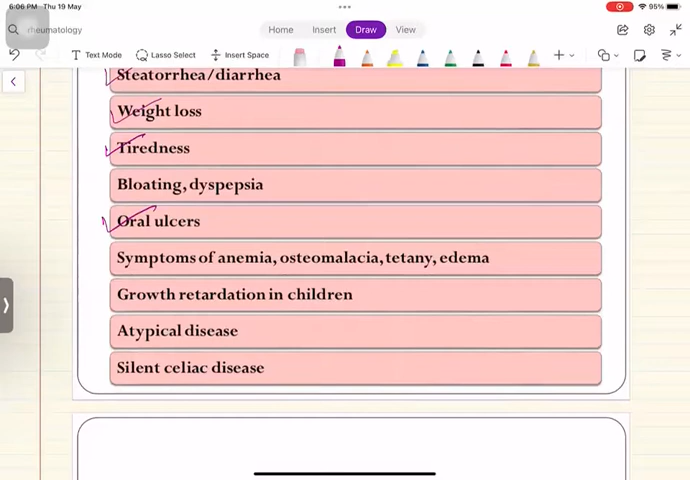 6:06 PM Thu 19 May
95%
rheumatology
Home Insert Draw View
Text Mode Lasso Select Insert Space
Steatorrhea/diarrhea
Weight loss
Tiredness
Bloating, dyspepsia
Oral ulcers
Symptoms of anemia, osteomalacia, tetany, edema
Growth retardation in children
Atypical disease
Silent celiac disease